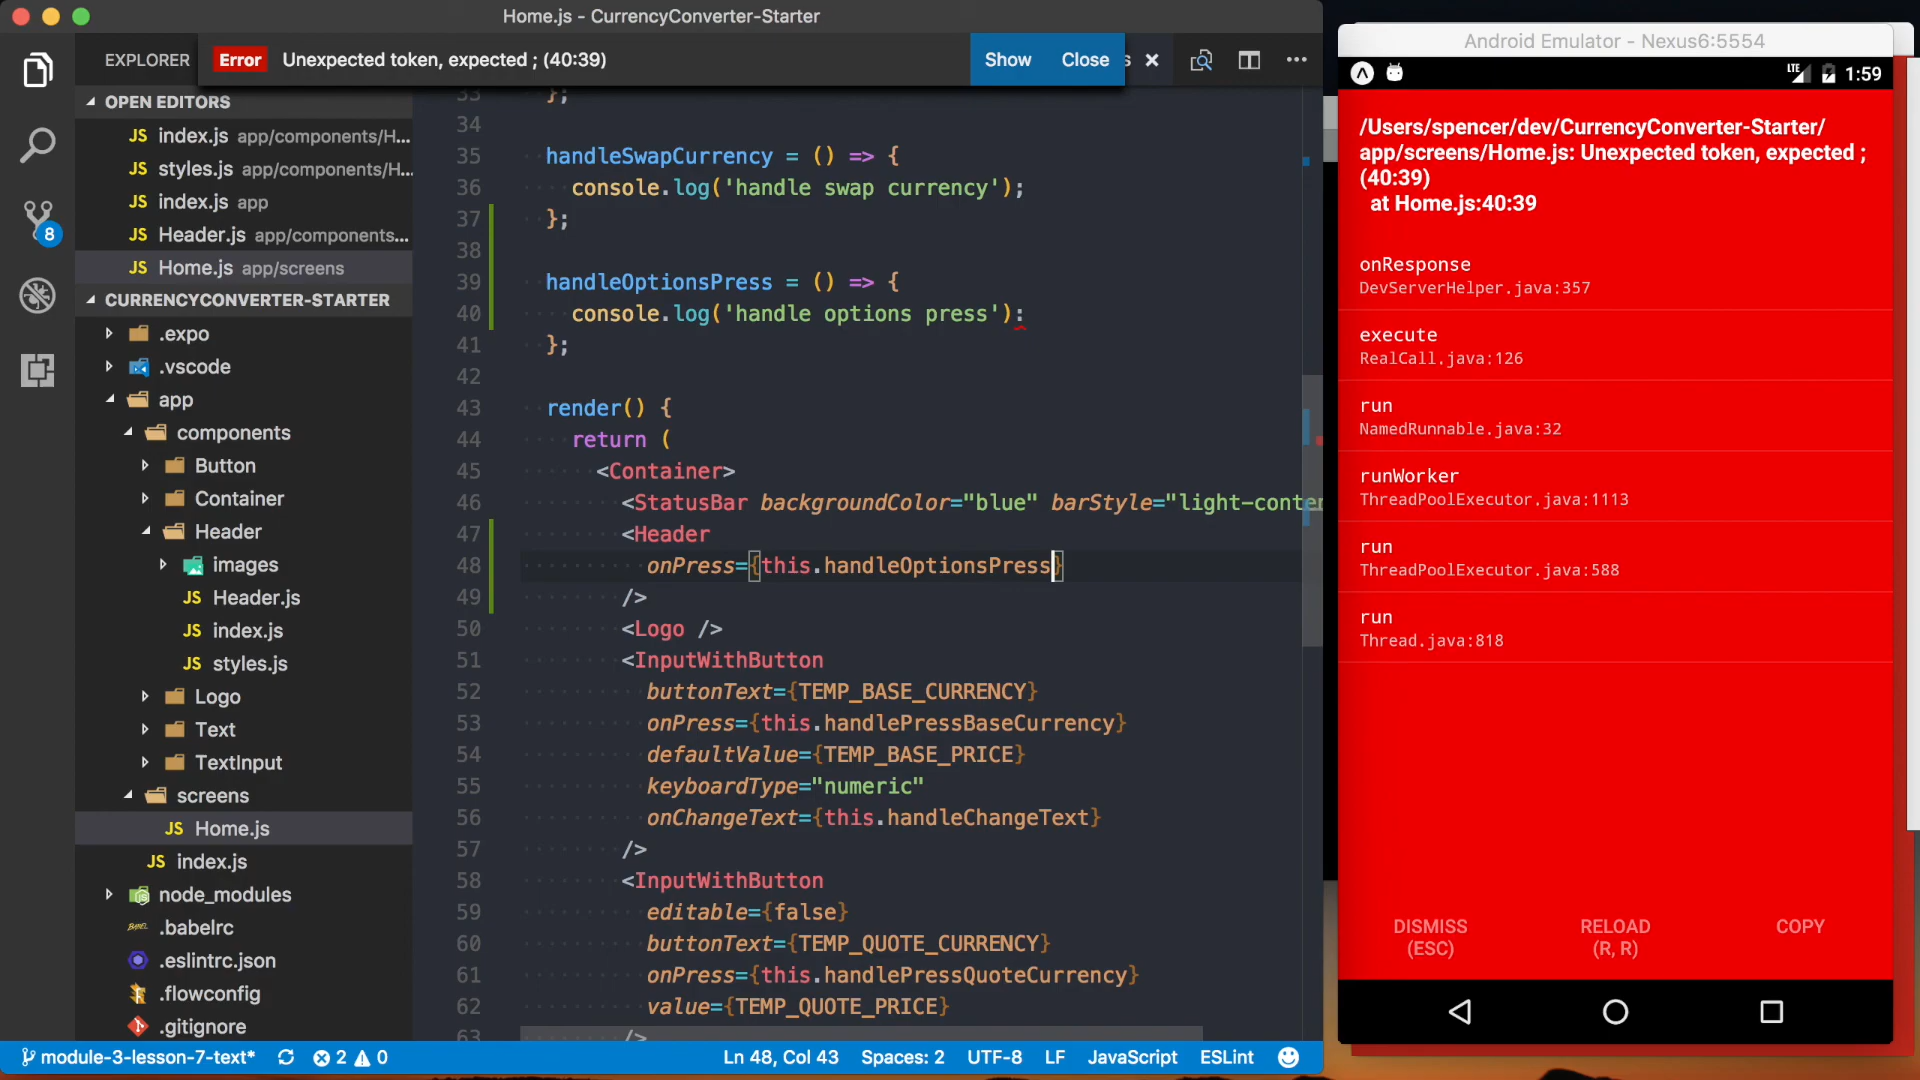 Home.js - CurrencyConverter-Starter
EXPLORER
Error Unexpected token, expected ; (40:39)
Show Close s
OPEN EDITORS
JS index.js app/components/H...
JS styles.js app/components/H...
JS index.js app
JS Header.js app/components...
JS Home.js app/screens
CURRENCYCONVERTER-STARTER
.expo
.vscode
app
components
Button
Container
Header
images
JS Header.js
JS index.js
JS styles.js
Logo
Text
TextInput
screens
JS Home.js
JS index.js
node_modules
.babelrc
.eslintrc.json
.flowconfig
.gitignore
8
33 };
34
35 handleSwapCurrency = () => {
36 console.log('handle swap currency');
37 };
38
39 handleOptionsPress = () => {
40 console.log('handle options press'):
41 };
42
43 render() {
44 return (
45 <Container>
46 <StatusBar backgroundColor="blue" barStyle="light-conten
47 <Header
48 onPress={this.handleOptionsPress}
49 />
50 <Logo />
51 <InputWithButton
52 buttonText={TEMP_BASE_CURRENCY}
53 onPress={this.handlePressBaseCurrency}
54 defaultValue={TEMP_BASE_PRICE}
55 keyboardType="numeric"
56 onChangeText={this.handleChangeText}
57 />
58 <InputWithButton
59 editable={false}
60 buttonText={TEMP_QUOTE_CURRENCY}
61 onPress={this.handlePressQuoteCurrency}
62 value={TEMP_QUOTE_PRICE}
63 />
module-3-lesson-7-text* 2 0
Ln 48, Col 43 Spaces: 2 UTF-8 LF JavaScript ESLint
Android Emulator - Nexus6:5554
LTE 1:59
/Users/spencer/dev/CurrencyConverter-Starter/
app/screens/Home.js: Unexpected token, expected ;
(40:39)
at Home.js:40:39
onResponse
DevServerHelper.java:357
execute
RealCall.java:126
run
NamedRunnable.java:32
runWorker
ThreadPoolExecutor.java:1113
run
ThreadPoolExecutor.java:588
run
Thread.java:818
DISMISS
(ESC)
RELOAD
(R, R)
COPY